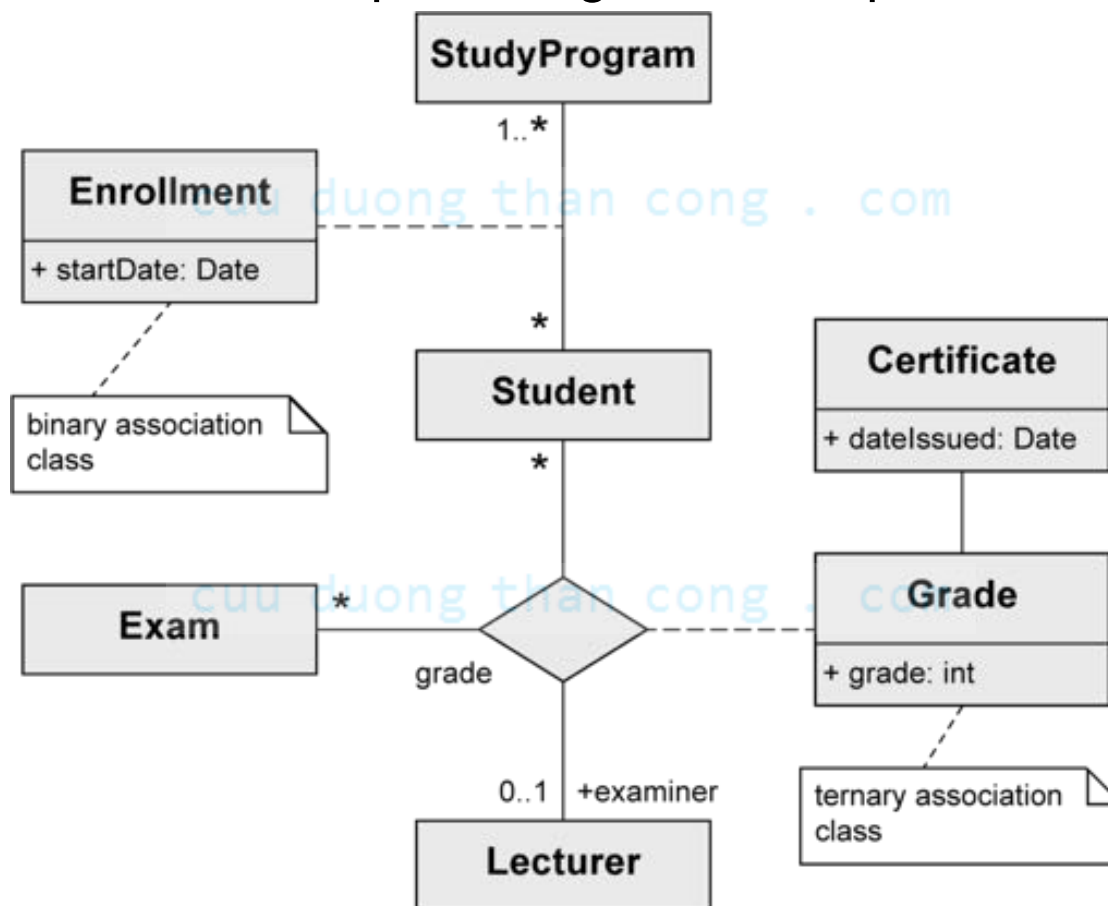 StudyProgram
1..*
Enrollment
cuu duong than cong . com
+ startDate: Date
*
Student
*
Certificate
+ dateIssued: Date
binary association
class
cuu duong than cong . com
Exam
*
grade
Grade
+ grade: int
0..1
+examiner
Lecturer
ternary association
class